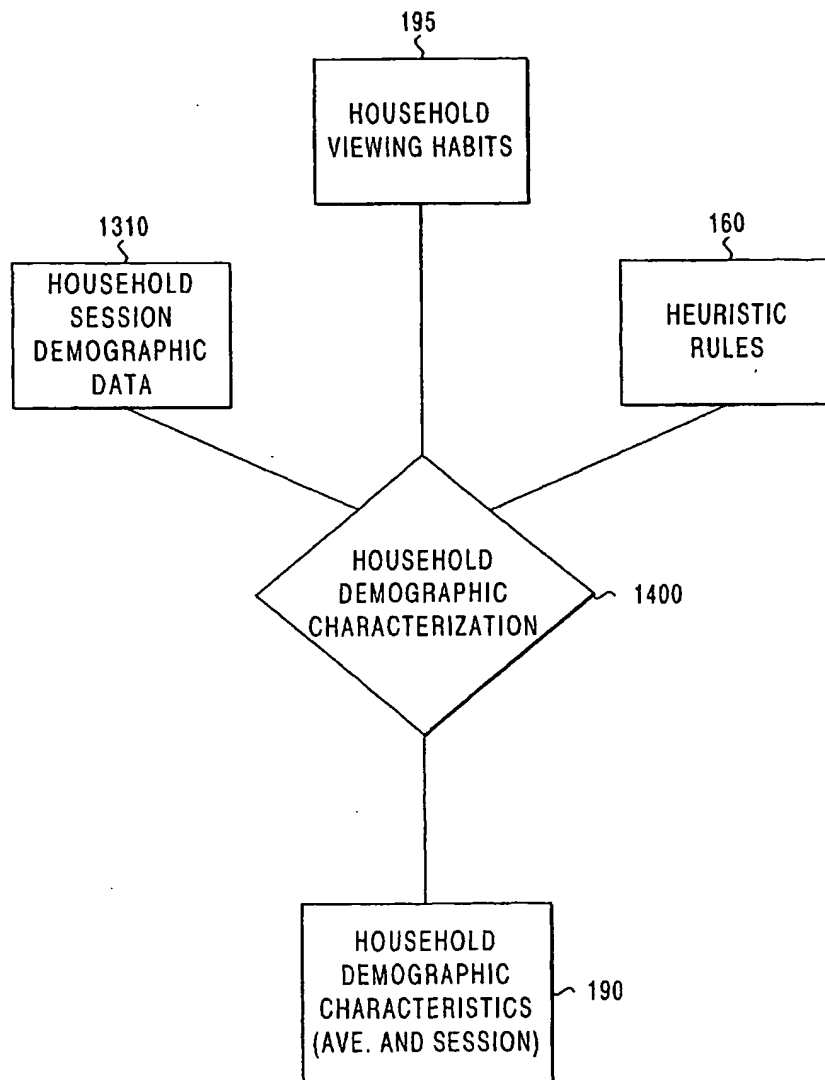 195
HOUSEHOLD
VIEWING HABITS
1310
HOUSEHOLD
SESSION
DEMOGRAPHIC
DATA
160
HEURISTIC
RULES
HOUSEHOLD
DEMOGRAPHIC
CHARACTERIZATION
1400
HOUSEHOLD
DEMOGRAPHIC
CHARACTERISTICS
(AVE. AND SESSION)
190